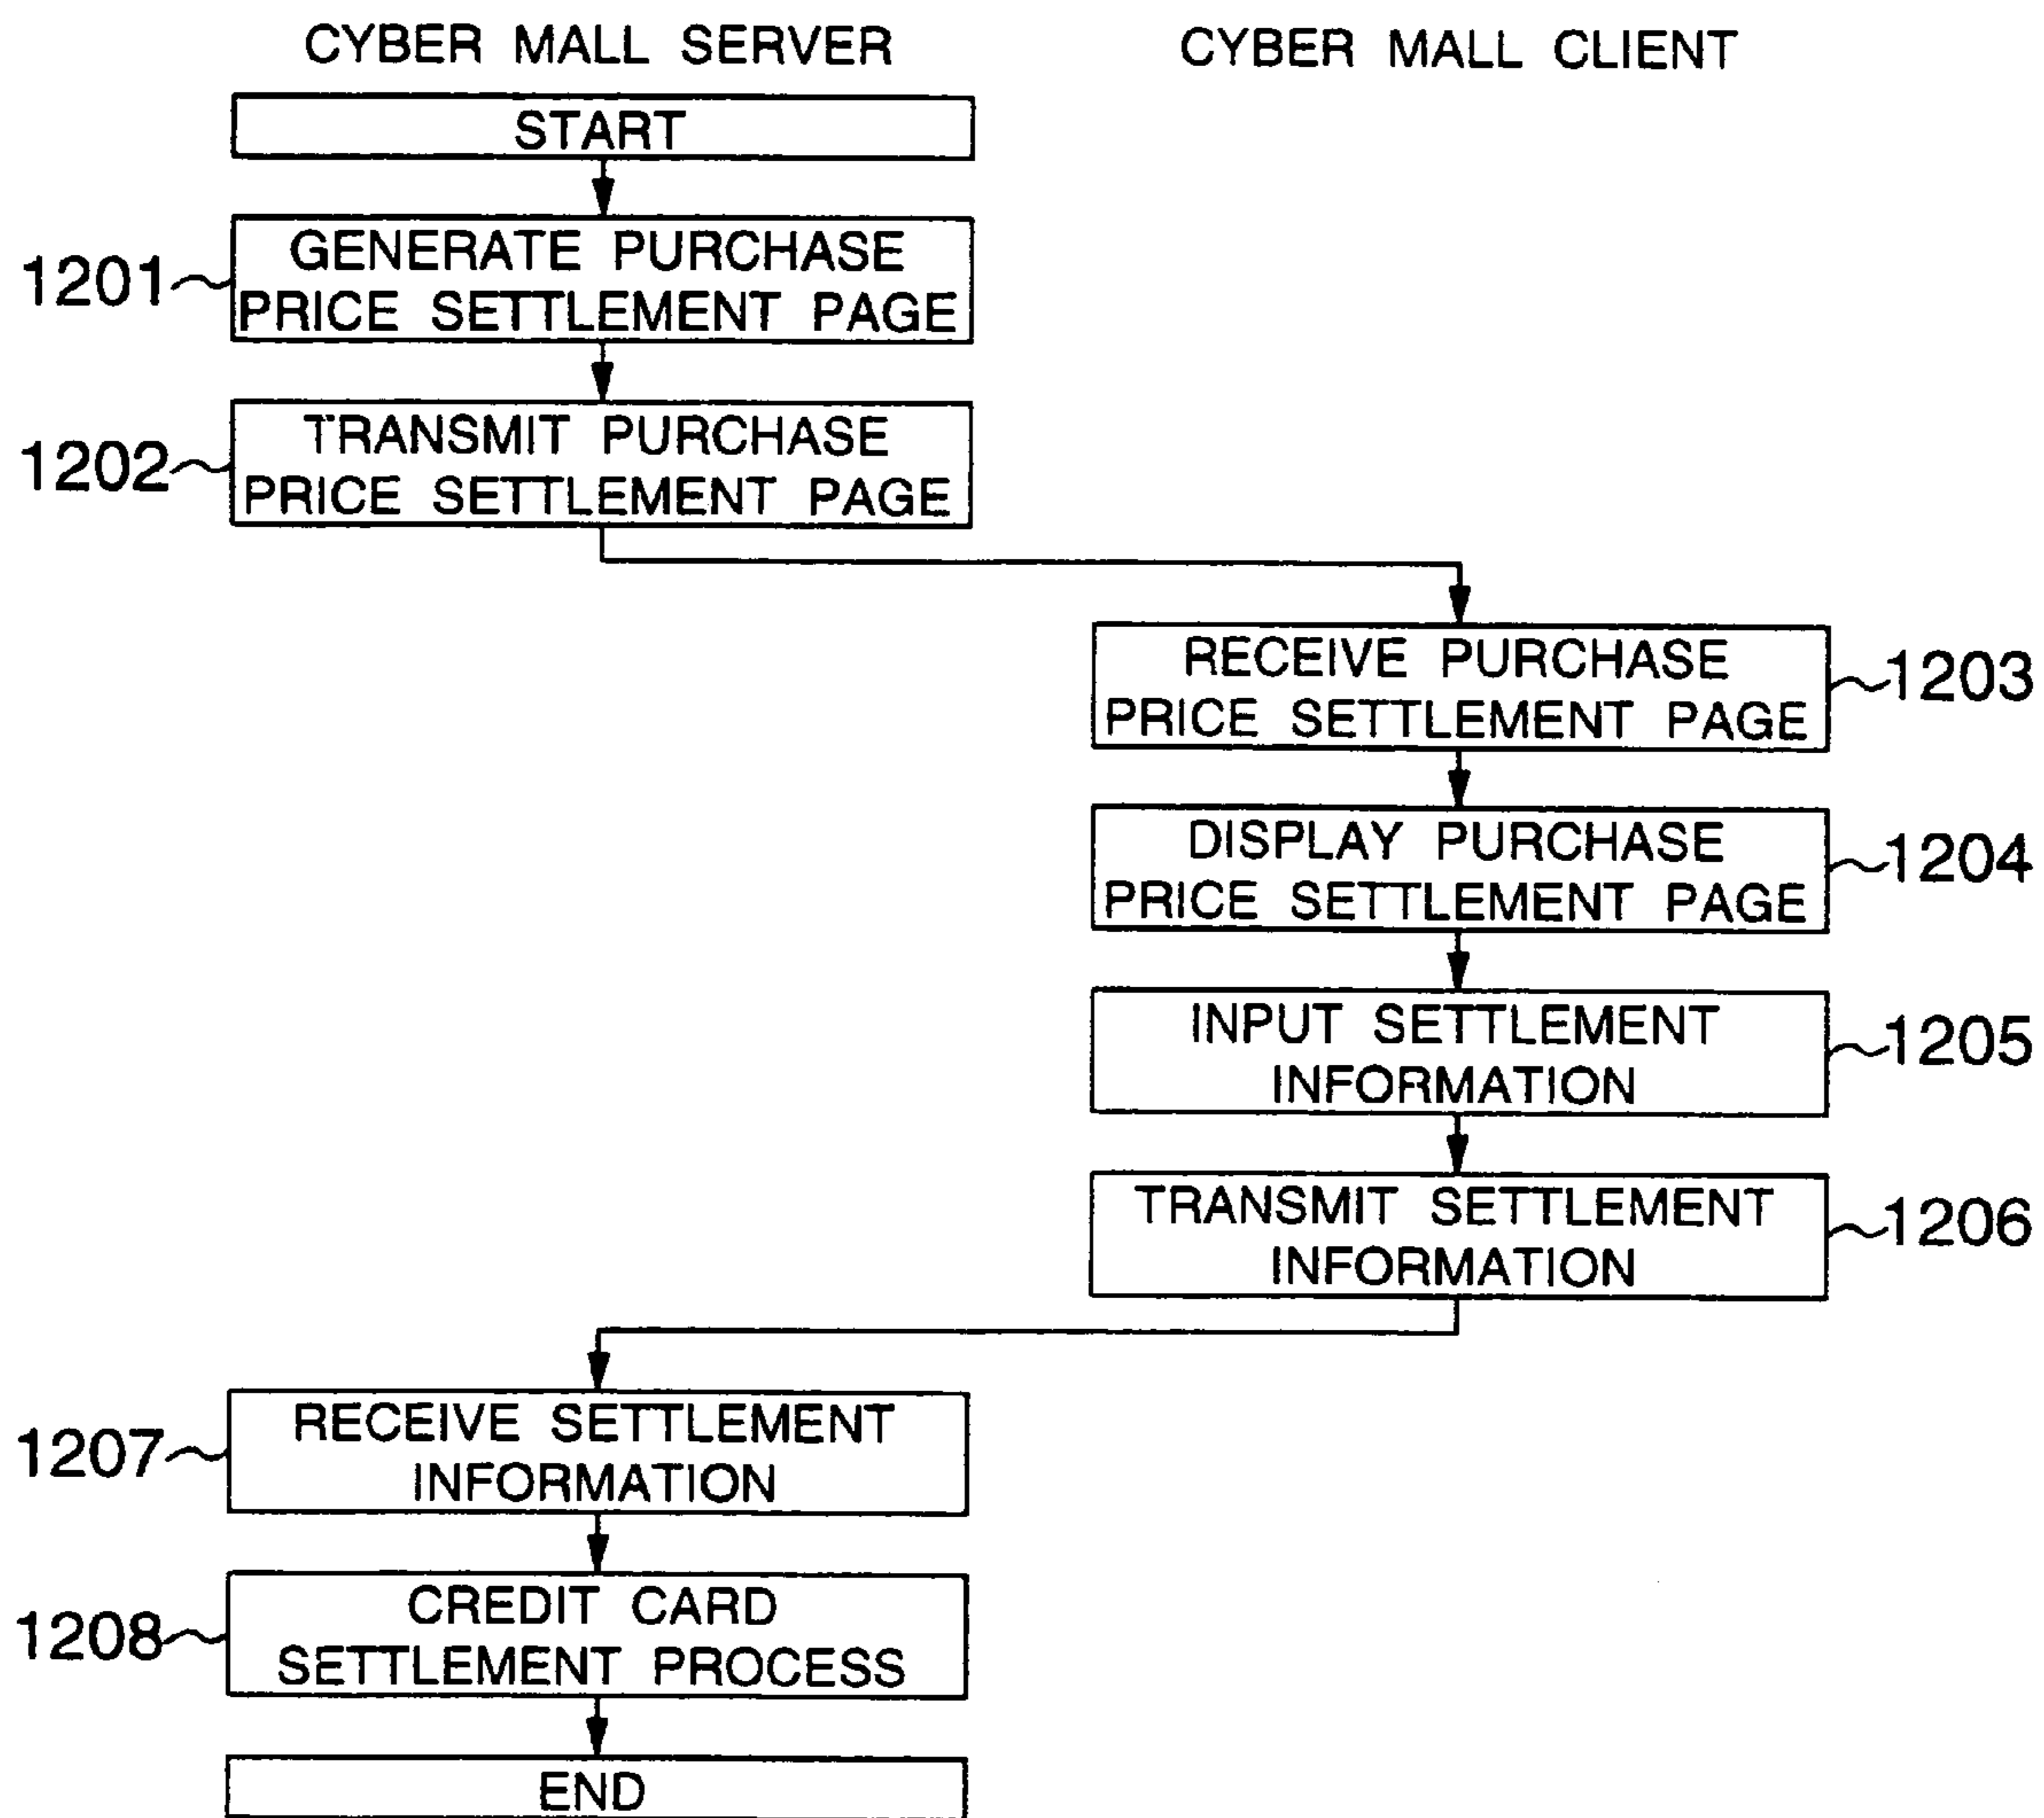 CYBER MALL SERVER
CYBER MALL CLIENT
START
1201
GENERATE PURCHASE
PRICE SETTLEMENT PAGE
1202
TRANSMIT PURCHASE
PRICE SETTLEMENT PAGE
RECEIVE PURCHASE
PRICE SETTLEMENT PAGE
1203
DISPLAY PURCHASE
PRICE SETTLEMENT PAGE
1204
INPUT SETTLEMENT
INFORMATION
1205
TRANSMIT SETTLEMENT
INFORMATION
1206
1207
RECEIVE SETTLEMENT
INFORMATION
1208
CREDIT CARD
SETTLEMENT PROCESS
END